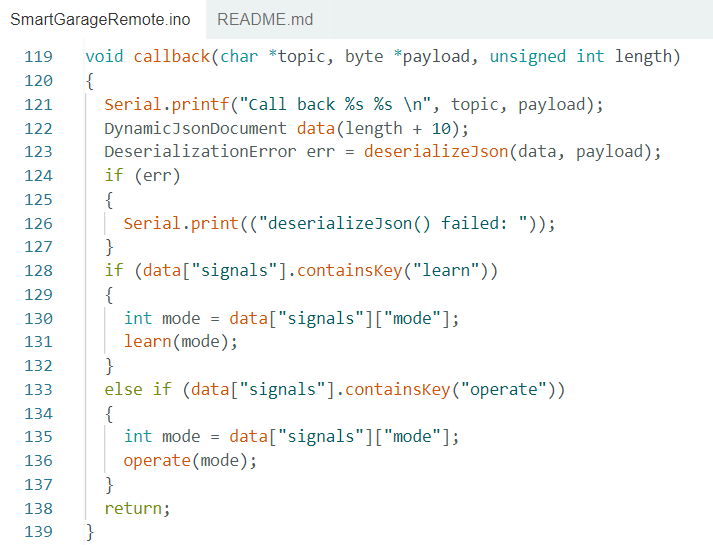 SmartGarageRemote.ino README.md
119 void callback(char *topic, byte *payload, unsigned int length)
120 {
121 Serial.printf("Call back %s %s \n", topic, payload);
122 DynamicJsonDocument data(length + 10);
123 DeserializationError err = deserializeJson(data, payload);
124 if (err)
125 {
126 Serial.print(("deserializeJson() failed: "));
127 }
128 if (data["signals"].containsKey("learn"))
129 {
130 int mode = data["signals"]["mode"];
131 learn(mode);
132 }
133 else if (data["signals"].containsKey("operate"))
134 {
135 int mode = data["signals"]["mode"];
136 operate(mode);
137 }
138 return;
139 }